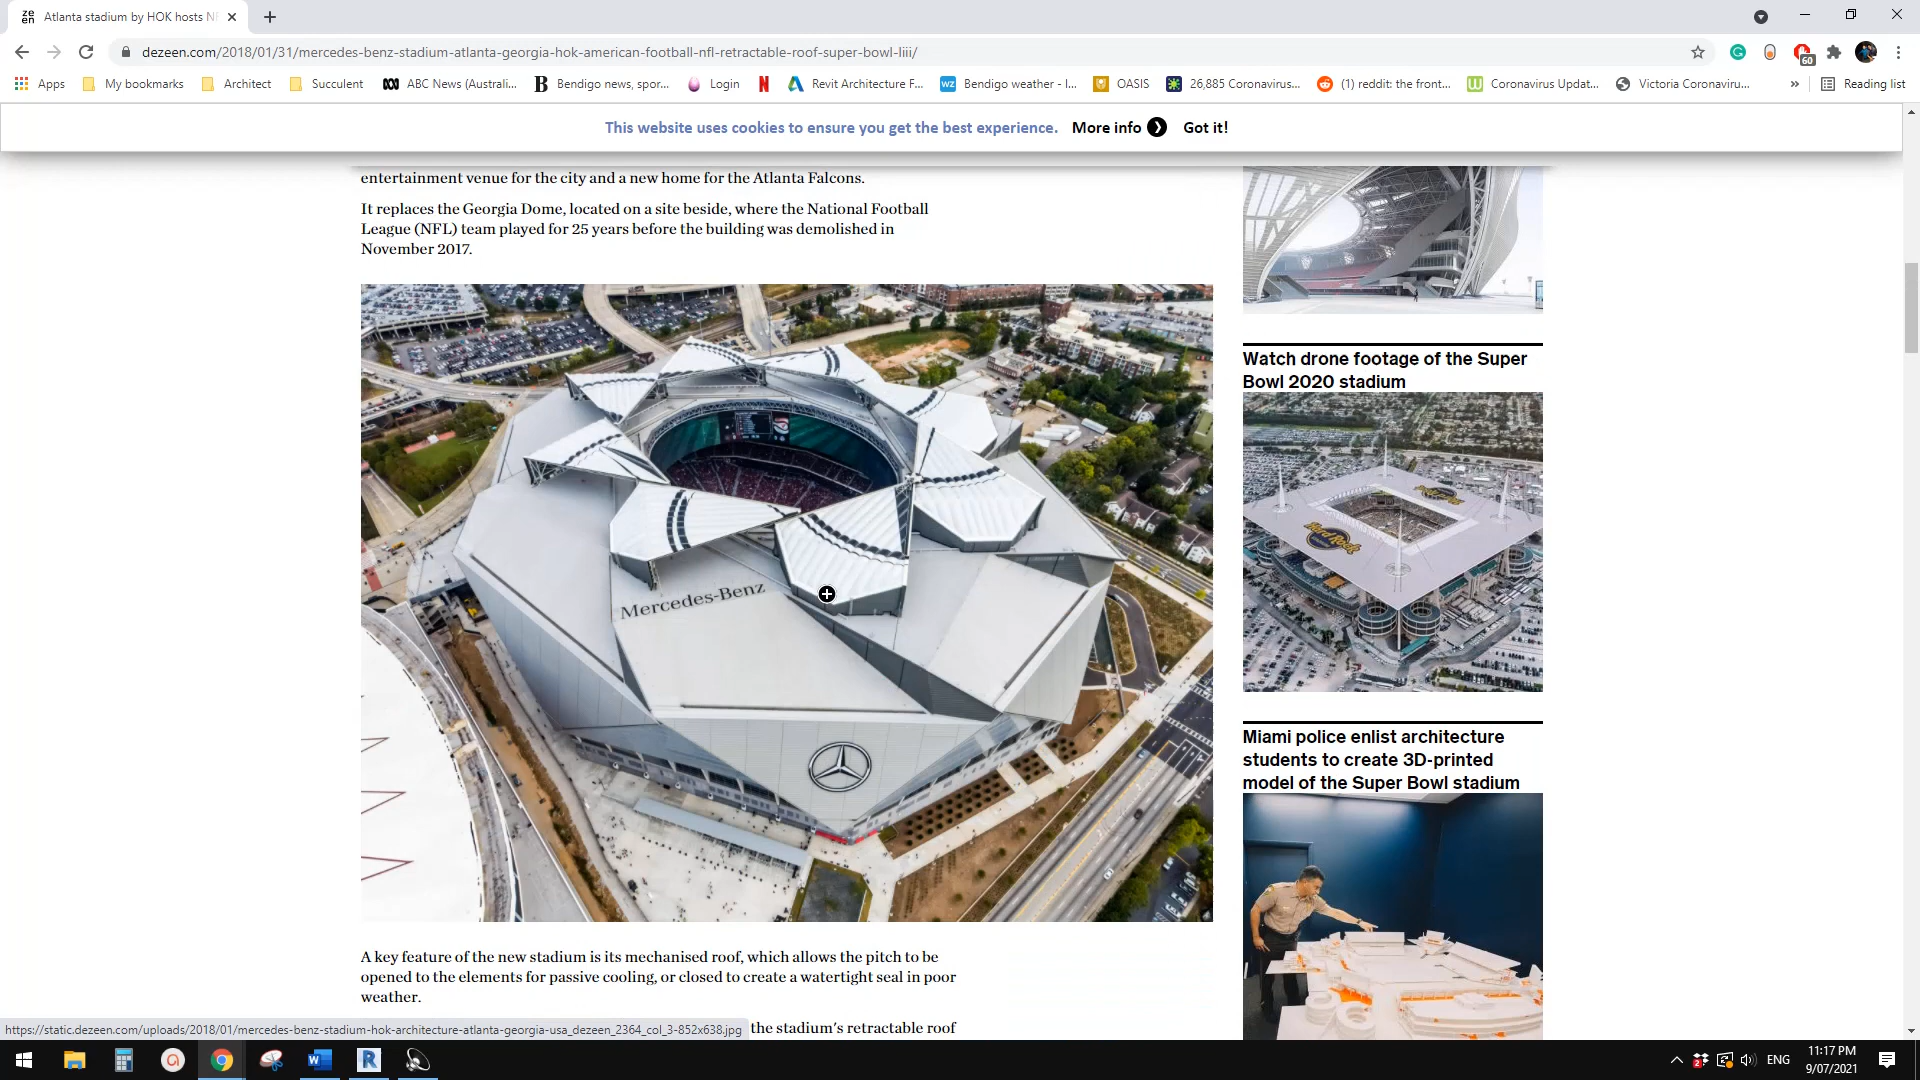 Atlanta stadium by HOK hosts N
dezeen.com/2018/01/31/mercedes-benz-stadium-atlanta-georgia-hok-american-football-nfl-retractable-roof-super-bowl-liii/
60
Apps
My bookmarks
Architect
Succulent
ABC News (Australi...
Bendigo news, spor...
Login
Revit Architecture F...
Bendigo weather - l...
OASIS
26,885 Coronavirus...
(1) reddit: the front...
Coronavirus Updat...
Victoria Coronaviru...
»
Reading list
This website uses cookies to ensure you get the best experience. More info Got it!
entertainment venue for the city and a new home for the Atlanta Falcons.
It replaces the Georgia Dome, located on a site beside, where the National Football
League (NFL) team played for 25 years before the building was demolished in
November 2017.
Mercedes-Benz
A key feature of the new stadium is its mechanised roof, which allows the pitch to be
opened to the elements for passive cooling, or closed to create a watertight seal in poor
weather.
the stadium's retractable roof
Watch drone footage of the Super
Bowl 2020 stadium
Hard Rock
Miami police enlist architecture
students to create 3D-printed
model of the Super Bowl stadium
https://static.dezeen.com/uploads/2018/01/mercedes-benz-stadium-hok-architecture-atlanta-georgia-usa_dezeen_2364_col_3-852x638.jpg
ENG
11:17 PM
9/07/2021